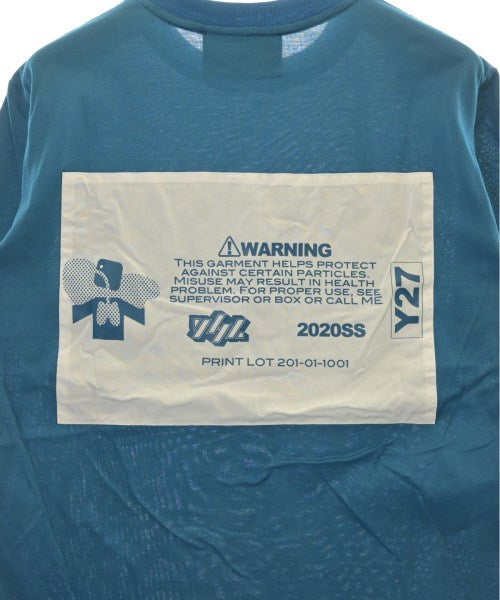 ⚠WARNING
THIS GARMENT HELPS PROTECT
AGAINST CERTAIN PARTICLES.
MISUSE MAY RESULT IN HEALTH
PROBLEM. FOR PROPER USE, SEE
SUPERVISOR OR BOX OR CALL ME
2020SS
Y27
PRINT LOT 201-01-1001